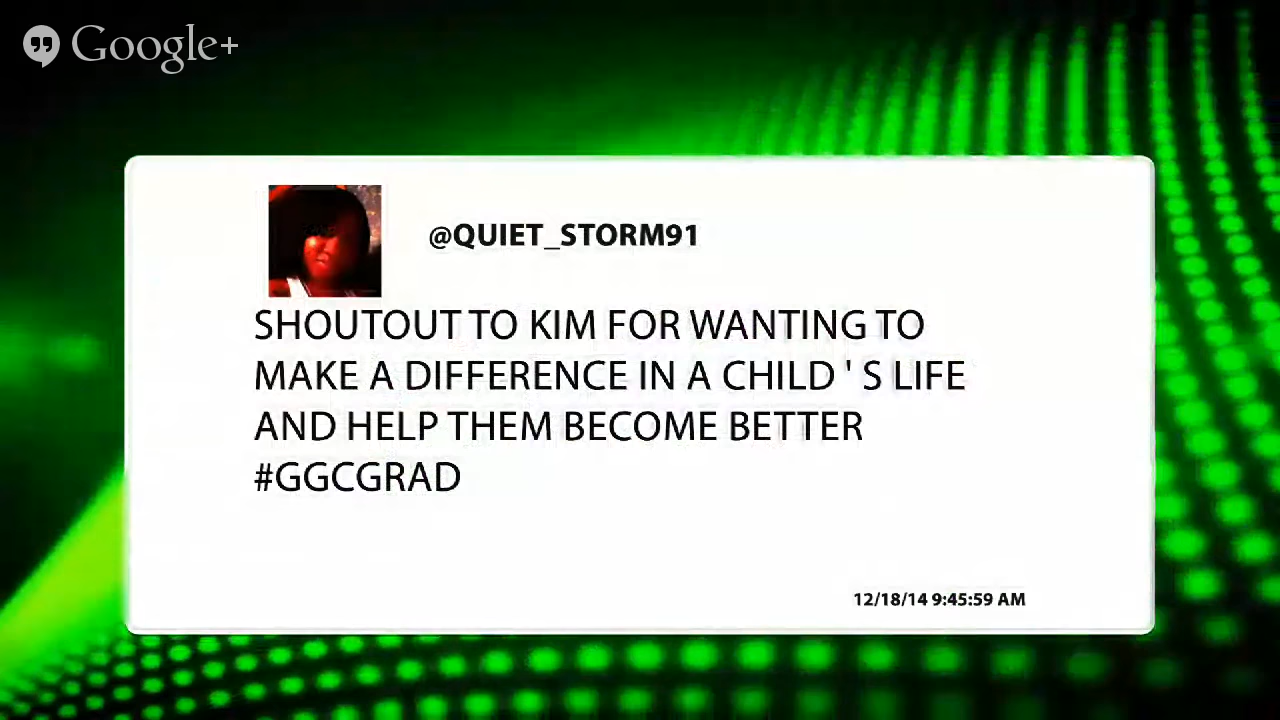 Google+
@QUIET_STORM91
SHOUTOUT TO KIM FOR WANTING TO
MAKE A DIFFERENCE IN A CHILD ' S LIFE
AND HELP THEM BECOME BETTER
#GGCGRAD
12/18/14 9:45:59 AM